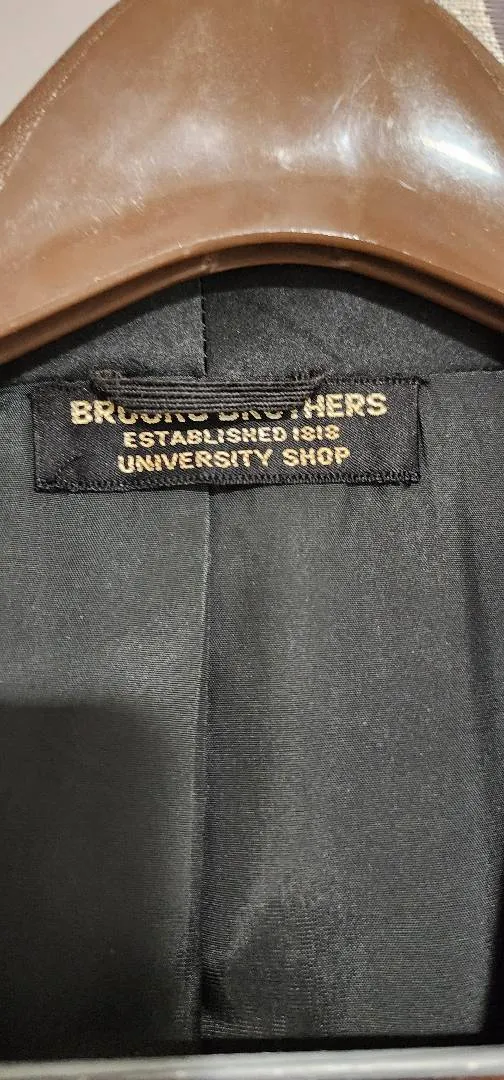 BROOKS BROTHERS
ESTABLISHED 1818
UNIVERSITY SHOP